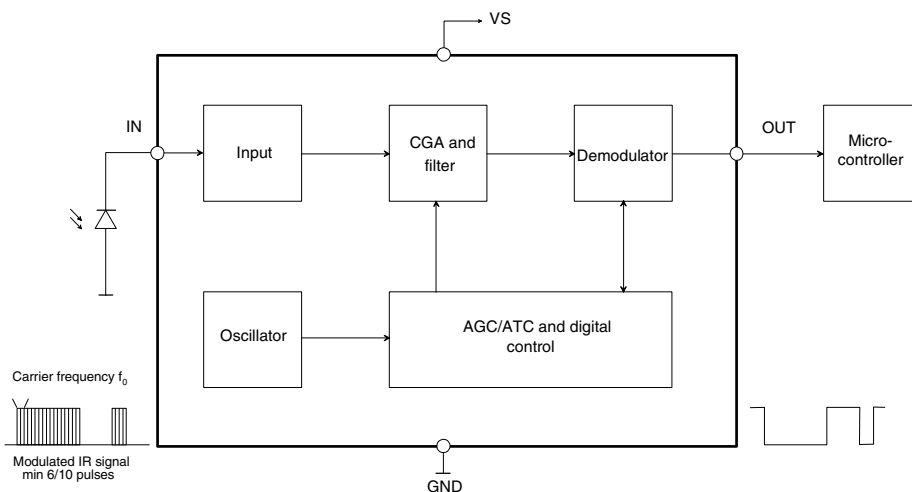 VS
IN
Input
CGA and
filter
Demodulator
OUT
Micro-
controller
Oscillator
AGC/ATC and digital
control
Carrier frequency f₀
Modulated IR signal
min 6/10 pulses
GND